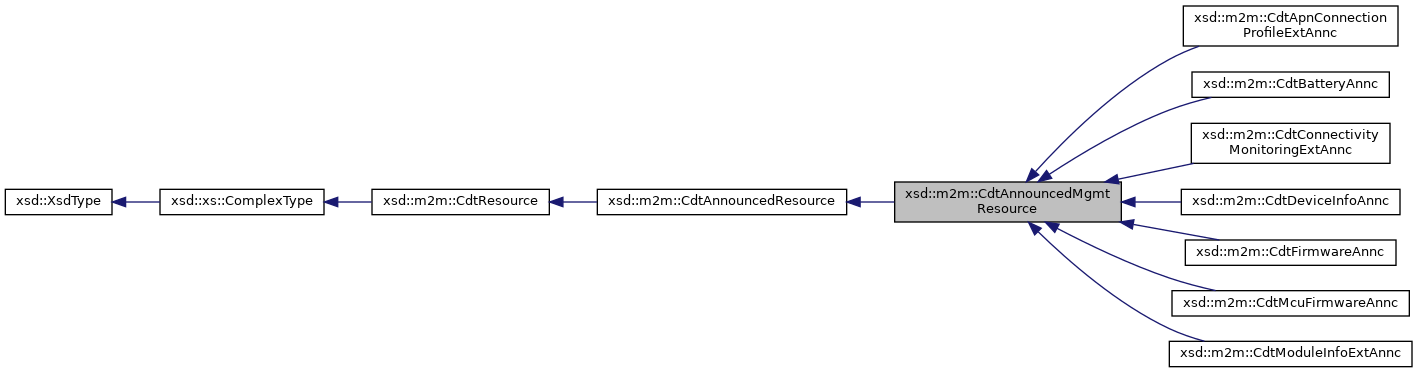 xsd::m2m::CdtApnConnection
ProfileExtAnnc
xsd::m2m::CdtBatteryAnnc
xsd::m2m::CdtConnectivity
MonitoringExtAnnc
xsd::XsdType
xsd::xs::ComplexType
xsd::m2m::CdtResource
xsd::m2m::CdtAnnouncedResource
xsd::m2m::CdtAnnouncedMgmt
Resource
xsd::m2m::CdtDeviceInfoAnnc
xsd::m2m::CdtFirmwareAnnc
xsd::m2m::CdtMcuFirmwareAnnc
xsd::m2m::CdtModuleInfoExtAnnc